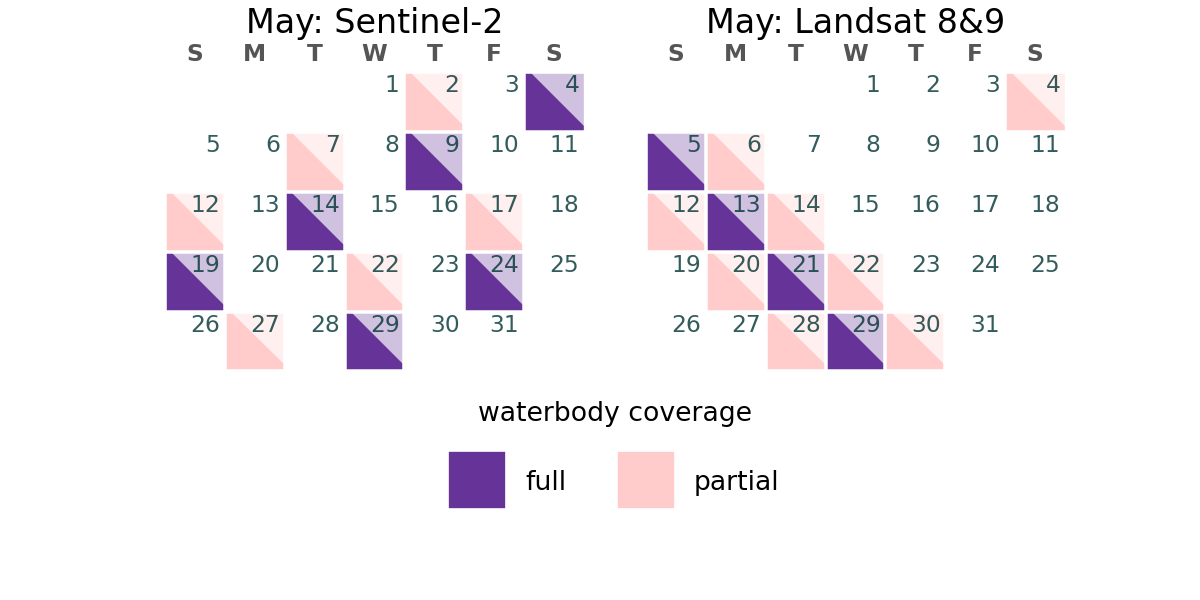 May: Sentinel-2
S M T W T F S
1 2 3 4
5 6 7 8 9 10 11
12 13 14 15 16 17 18
19 20 21 22 23 24 25
26 27 28 29 30 31
May: Landsat 8&9
S M T W T F S
1 2 3 4
5 6 7 8 9 10 11
12 13 14 15 16 17 18
19 20 21 22 23 24 25
26 27 28 29 30 31
waterbody coverage
full partial